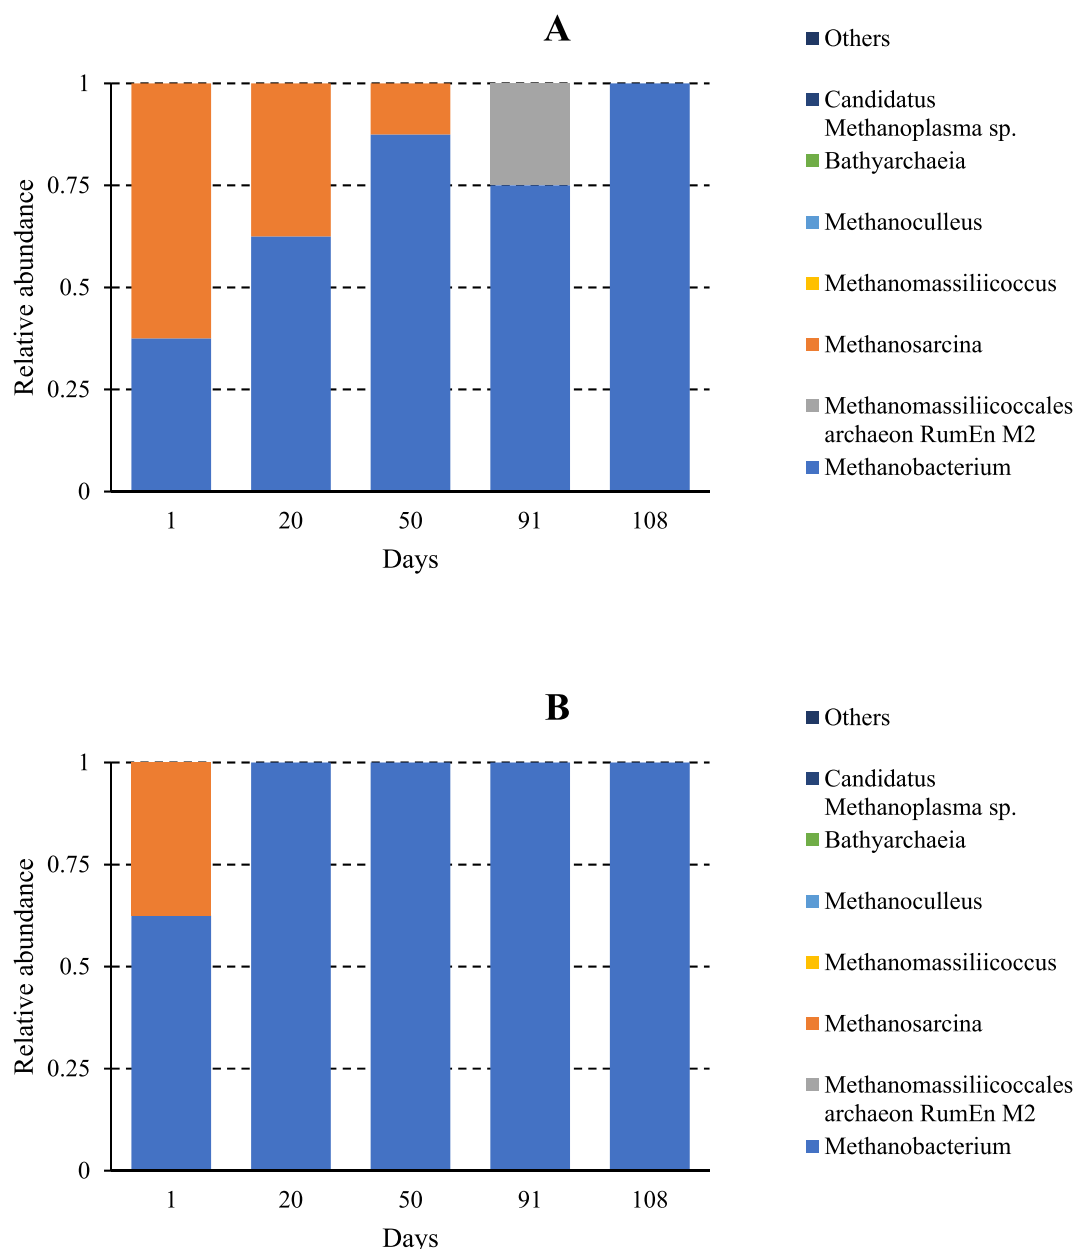 A
Others
Candidatus
Methanoplasma sp.
Bathyarchaeia
Methanoculleus
Methanomassiliicoccus
Methanosarcina
Methanomassiliicoccales
archaeon RumEn M2
Methanobacterium
Relative abundance
1
0.75
0.5
0.25
0
1 20 50 91 108
Days
B
Others
Candidatus
Methanoplasma sp.
Bathyarchaeia
Methanoculleus
Methanomassiliicoccus
Methanosarcina
Methanomassiliicoccales
archaeon RumEn M2
Methanobacterium
Relative abundance
1
0.75
0.5
0.25
0
1 20 50 91 108
Days